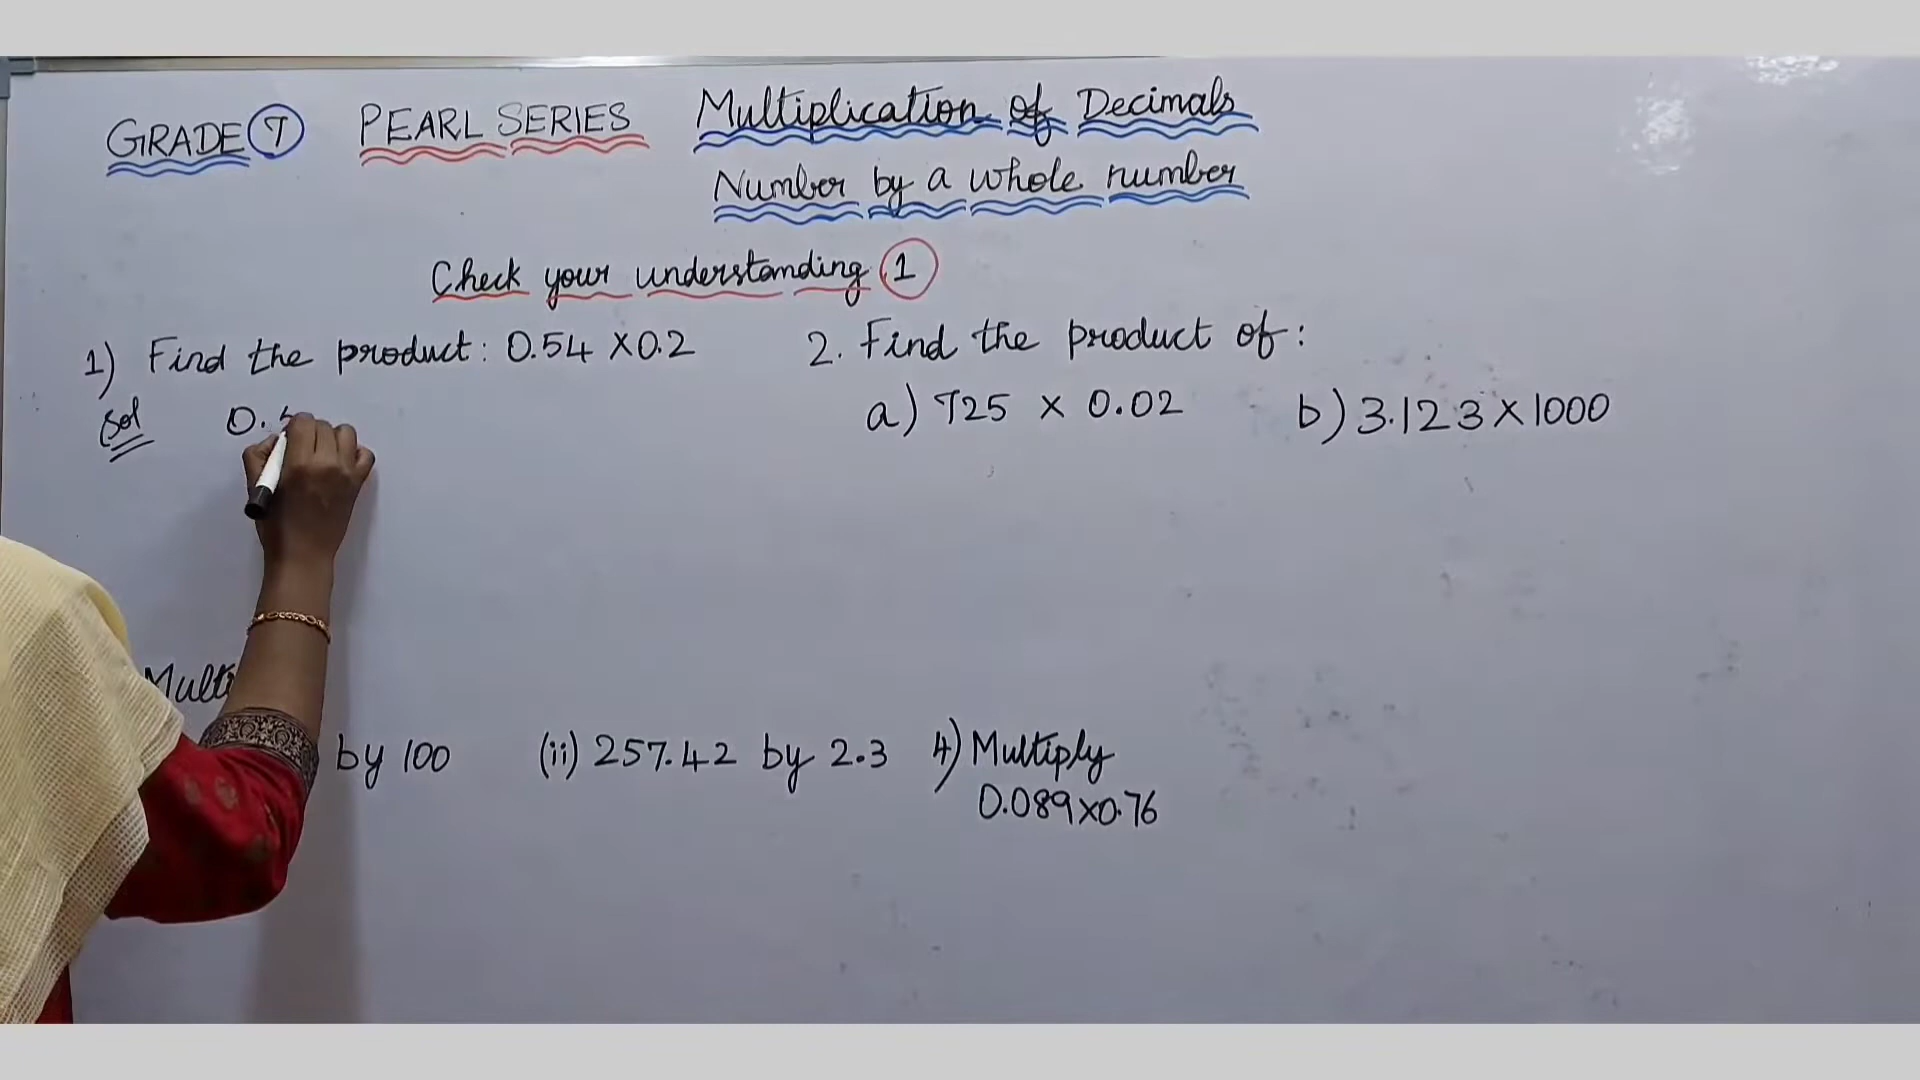 GRADE 7 PEARL SERIES Multiplication of Decimals
Number by a whole number
Check your understanding 1
1) Find the product: 0.54 X 0.2
Sol 0.
2. Find the product of:
a) 725 x 0.02 b) 3.123 X 1000
by 100 (ii) 257.42 by 2.3
4) Multiply
0.089 x 0.76